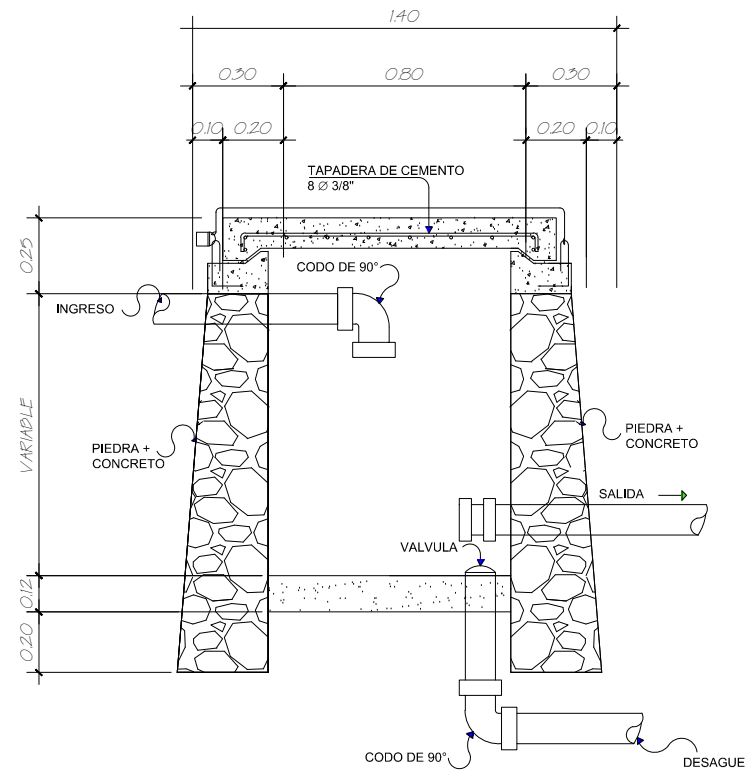 1.40
0.30
0.80
0.30
0.10
0.20
0.20
0.10
TAPADERA DE CEMENTO
8 Ø 3/8"
0.25
CODO DE 90°
INGRESO
VARIABLE
PIEDRA +
CONCRETO
PIEDRA +
CONCRETO
SALIDA
VALVULA
0.12
0.20
CODO DE 90°
DESAGUE